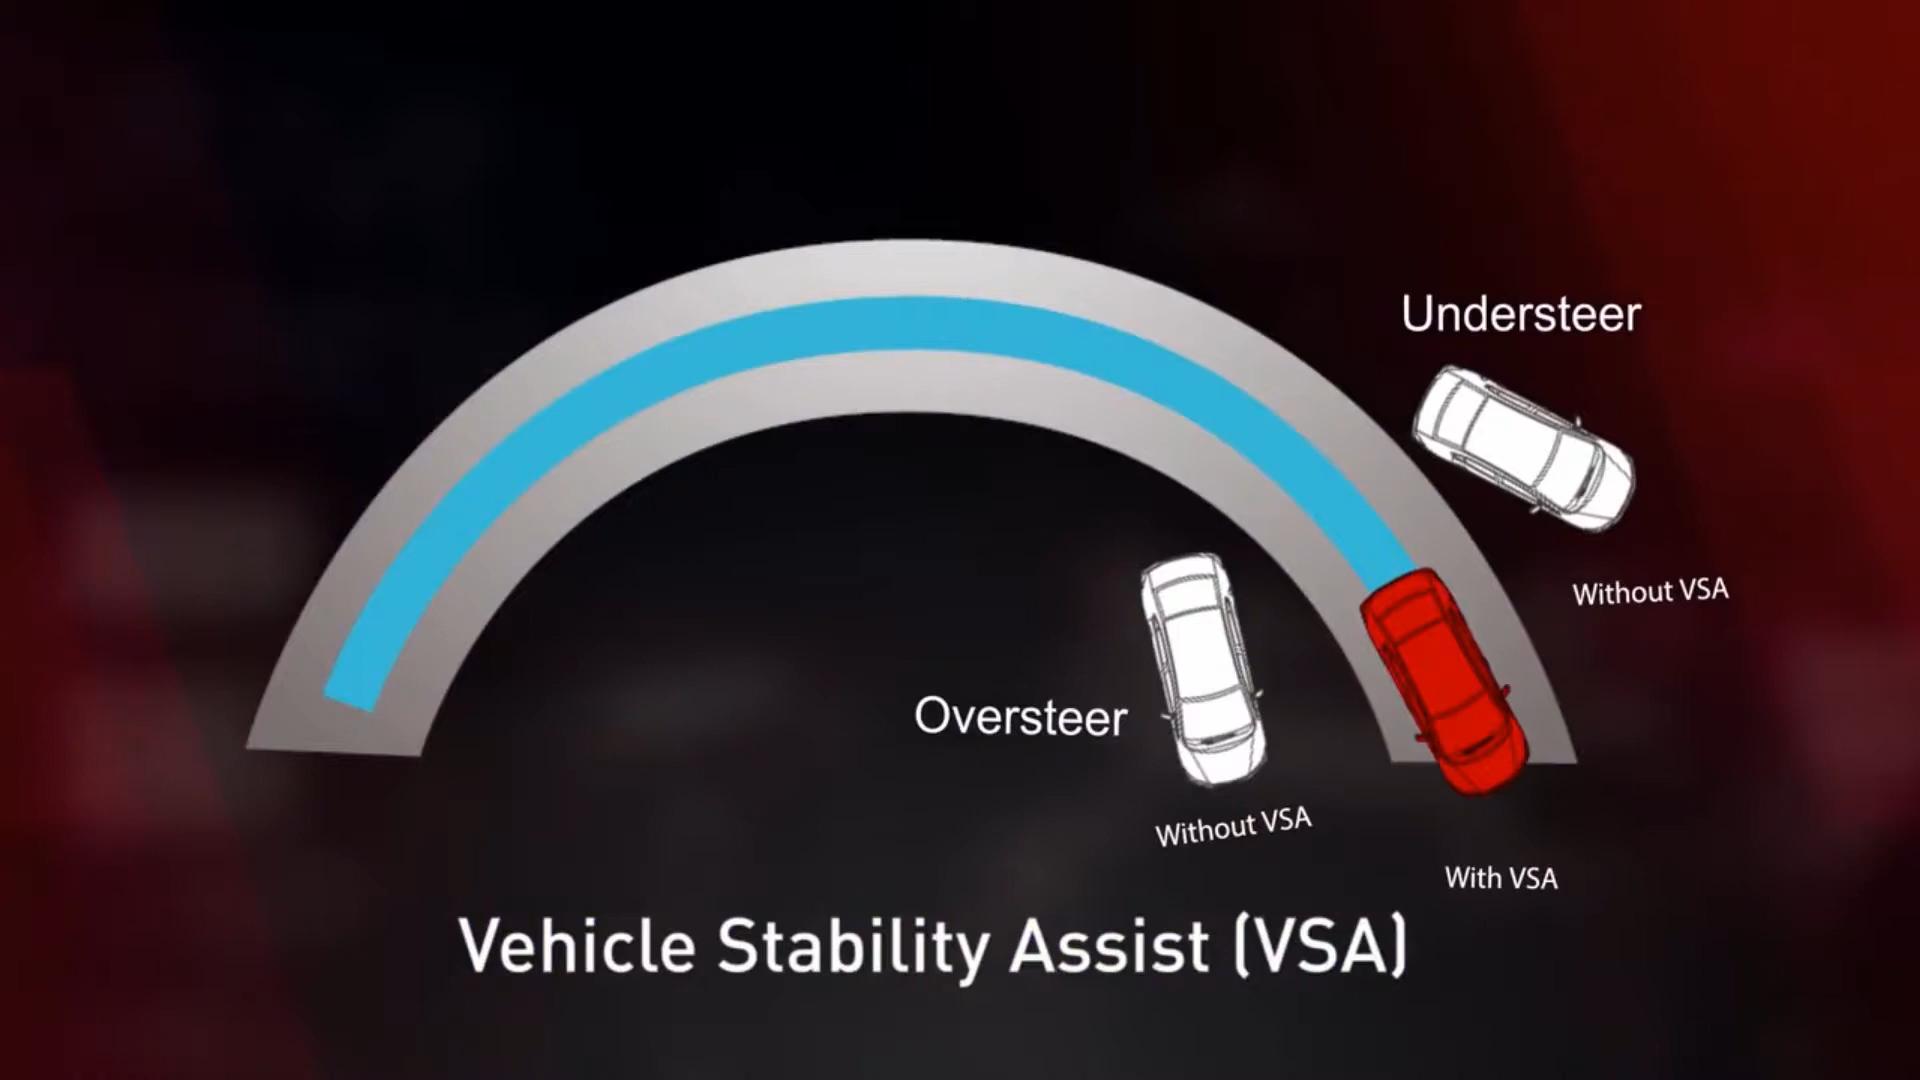 Understeer
Without VSA
Oversteer
Without VSA
With VSA
Vehicle Stability Assist (VSA)